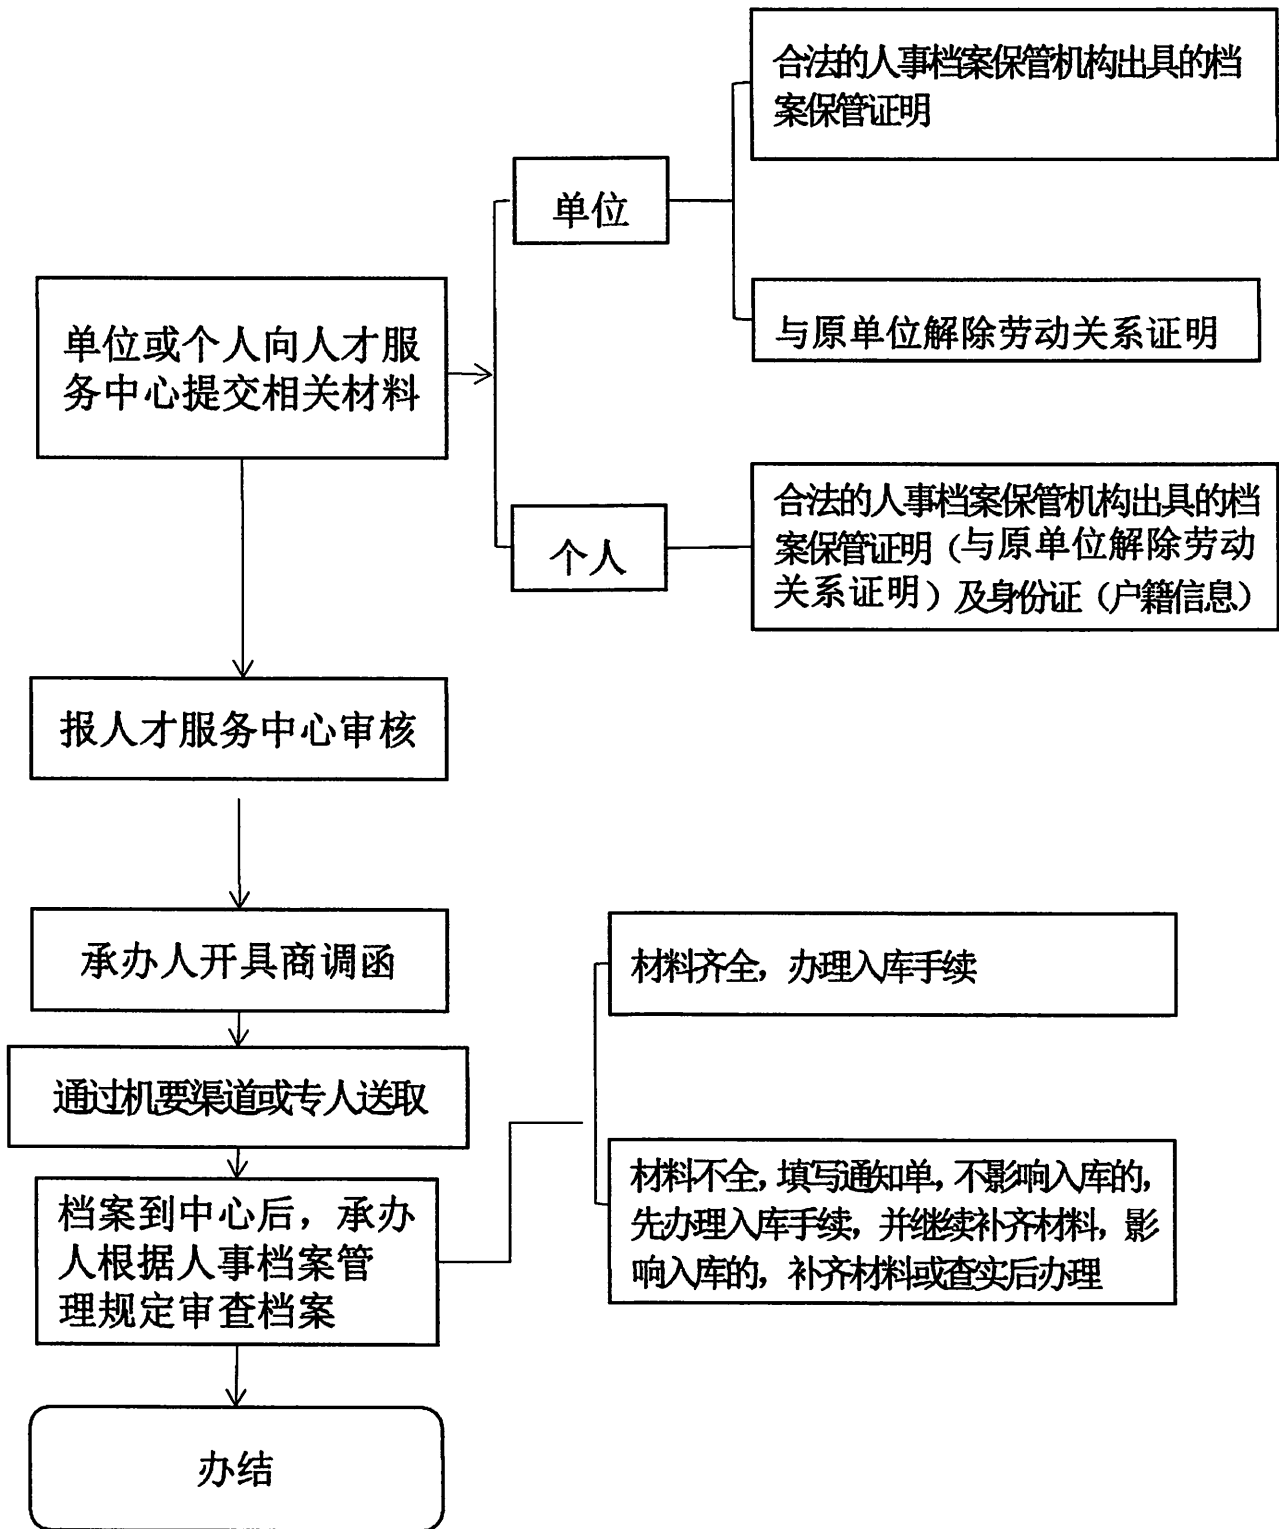 合法的人事档案保管机构出具的档
案保管证明
单位
与原单位解除劳动关系证明
单位或个人向人才服
务中心提交相关材料
合法的人事档案保管机构出具的档
案保管证明（与原单位解除劳动
关系证明）及身份证（户籍信息）
个人
报人才服务中心审核
承办人开具商调函
材料齐全，办理入库手续
通过机要渠道或专人送取
材料不全，填写通知单，不影响入库的，
先办理入库手续，并继续补齐材料，影
响入库的，补齐材料或查实后办理
档案到中心后，承办
人根据人事档案管
理规定审查档案
办结